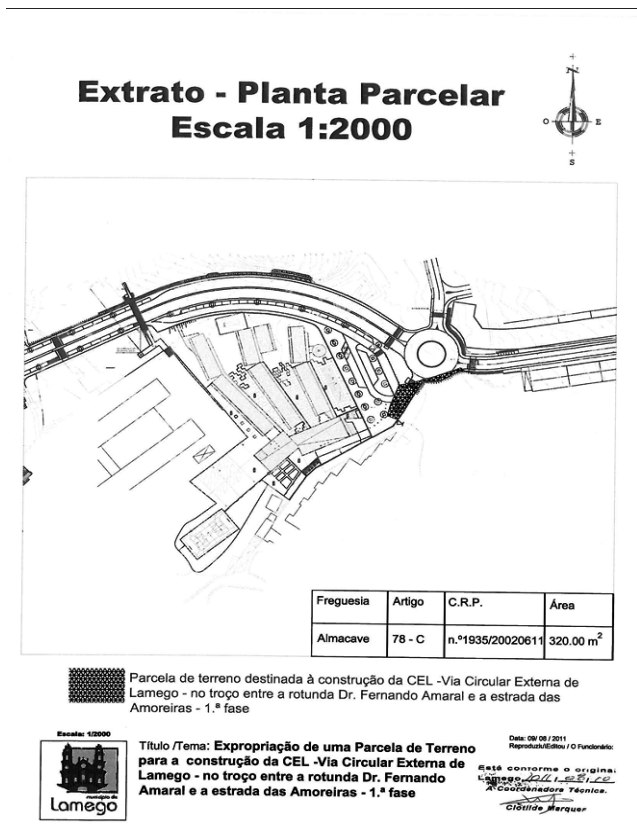 Extrato - Planta Parcelar
Escala 1:2000
N
O E
S
Freguesia Artigo C.R.P. Área
Almacave 78 - C n.º1935/20020611 320.00 m²
Parcela de terreno destinada à construção da CEL -Via Circular Externa de
Lamego - no troço entre a rotunda Dr. Fernando Amaral e a estrada das
Amoreiras - 1.ª fase
Escala: 1/2000
município de
Lamego
Título /Tema: Expropriação de uma Parcela de Terreno
para a construção da CEL -Via Circular Externa de
Lamego - no troço entre a rotunda Dr. Fernando
Amaral e a estrada das Amoreiras - 1.ª fase
Data: 09/ 08 / 2011
Reproduziu/Editou / O Funcionário:
Está conforme o original
Lamego
A Coordenadora Técnica.
Clotilde Marques